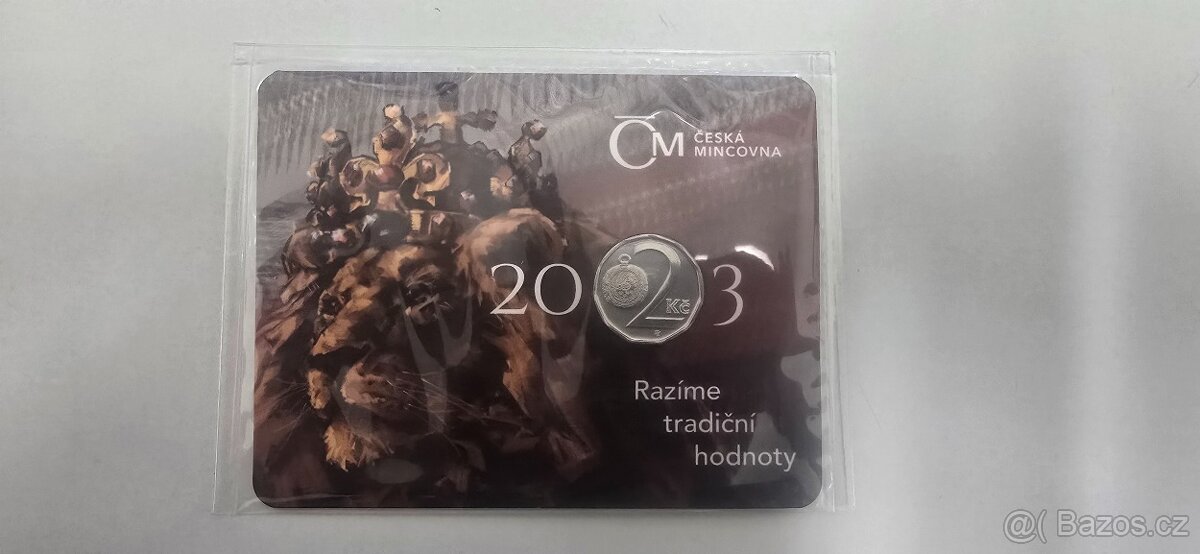 ČM ČESKÁ
MINCOVNA
20 2 3
Kč
Razíme
tradiční
hodnoty
@( Bazos.cz